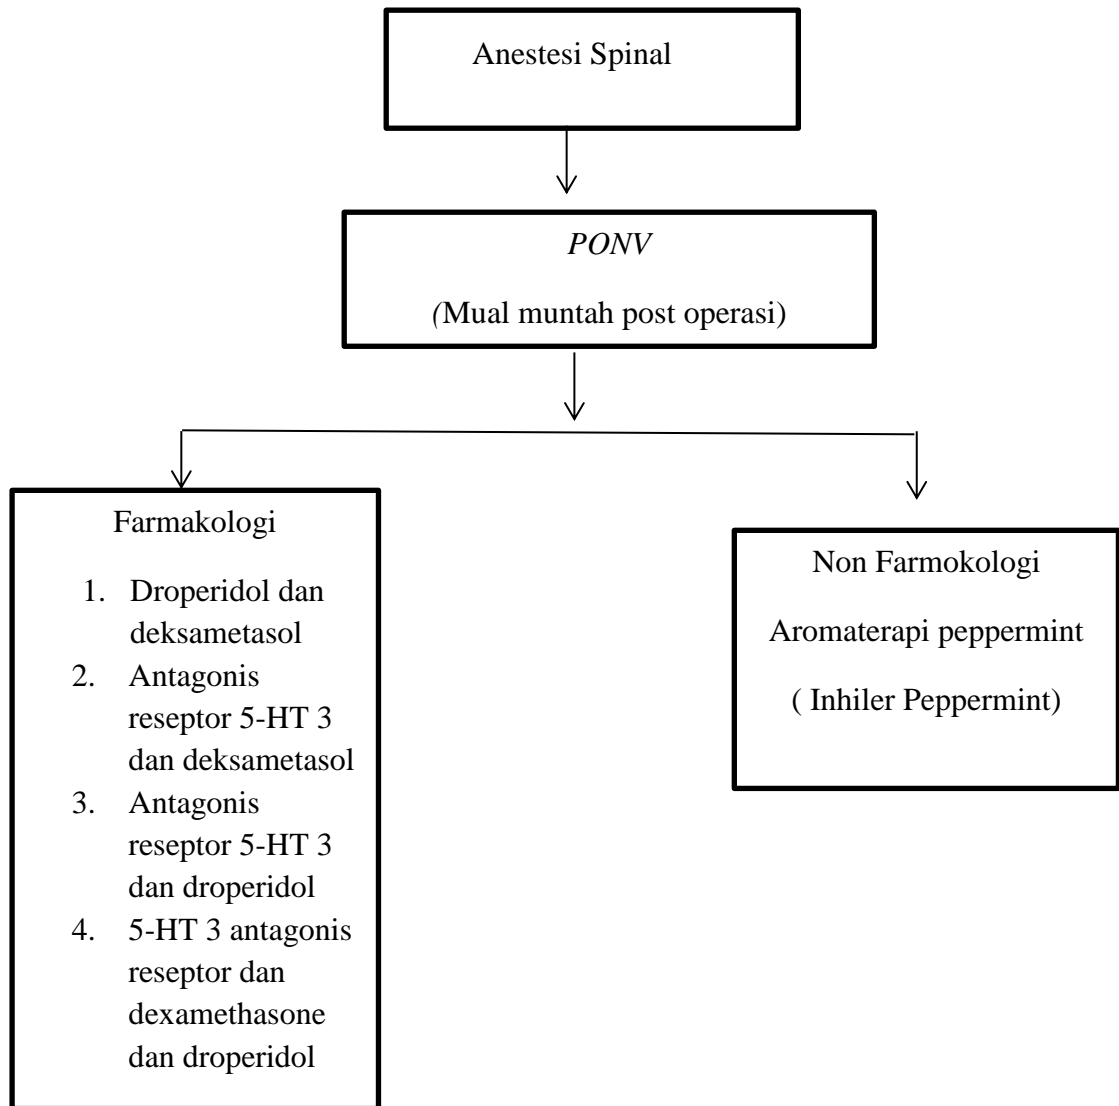 Anestesi Spinal
PONV
(Mual muntah post operasi)
Farmakologi
1. Droperidol dan
deksametasol
2. Antagonis
reseptor 5-HT 3
dan deksametasol
3. Antagonis
reseptor 5-HT 3
dan droperidol
4. 5-HT 3 antagonis
reseptor dan
dexamethasone
dan droperidol
Non Farmokologi
Aromaterapi peppermint
( Inhiler Peppermint)